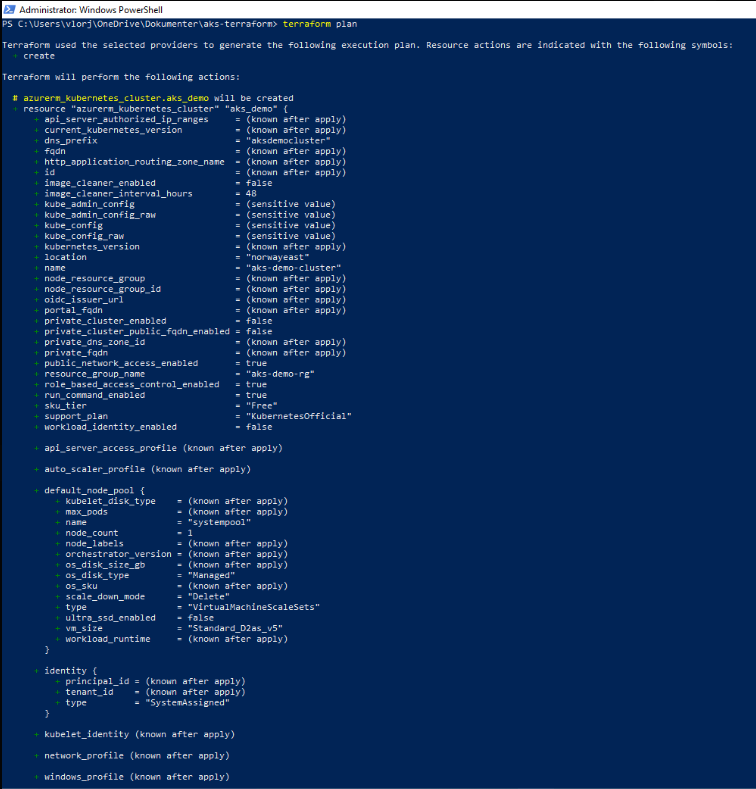 Administrator: Windows PowerShell
PS C:\Users\vlorj\OneDrive\Dokumenter\aks-terraform> terraform plan
Terraform used the selected providers to generate the following execution plan. Resource actions are indicated with the following symbols:
+ create
Terraform will perform the following actions:
# azurerm_kubernetes_cluster.aks_demo will be created
+ resource "azurerm_kubernetes_cluster" "aks_demo" {
+ api_server_authorized_ip_ranges = (known after apply)
+ current_kubernetes_version = (known after apply)
+ dns_prefix = "aksdemocluster"
+ fqdn = (known after apply)
+ http_application_routing_zone_name = (known after apply)
+ id = (known after apply)
+ image_cleaner_enabled = false
+ image_cleaner_interval_hours = 48
+ kube_admin_config = (sensitive value)
+ kube_admin_config_raw = (sensitive value)
+ kube_config = (sensitive value)
+ kube_config_raw = (sensitive value)
+ kubernetes_version = (known after apply)
+ location = "norwayeast"
+ name = "aks-demo-cluster"
+ node_resource_group = (known after apply)
+ node_resource_group_id = (known after apply)
+ oidc_issuer_url = (known after apply)
+ portal_fqdn = (known after apply)
+ private_cluster_enabled = false
+ private_cluster_public_fqdn_enabled = false
+ private_dns_zone_id = (known after apply)
+ private_fqdn = (known after apply)
+ public_network_access_enabled = true
+ resource_group_name = "aks-demo-rg"
+ role_based_access_control_enabled = true
+ run_command_enabled = true
+ sku_tier = "Free"
+ support_plan = "KubernetesOfficial"
+ workload_identity_enabled = false
+ api_server_access_profile (known after apply)
+ auto_scaler_profile (known after apply)
+ default_node_pool {
+ kubelet_disk_type = (known after apply)
+ max_pods = (known after apply)
+ name = "systempool"
+ node_count = 1
+ node_labels = (known after apply)
+ orchestrator_version = (known after apply)
+ os_disk_size_gb = (known after apply)
+ os_disk_type = "Managed"
+ os_sku = (known after apply)
+ scale_down_mode = "Delete"
+ type = "VirtualMachineScaleSets"
+ ultra_ssd_enabled = false
+ vm_size = "Standard_D2as_v5"
+ workload_runtime = (known after apply)
}
+ identity {
+ principal_id = (known after apply)
+ tenant_id = (known after apply)
+ type = "SystemAssigned"
}
+ kubelet_identity (known after apply)
+ network_profile (known after apply)
+ windows_profile (known after apply)